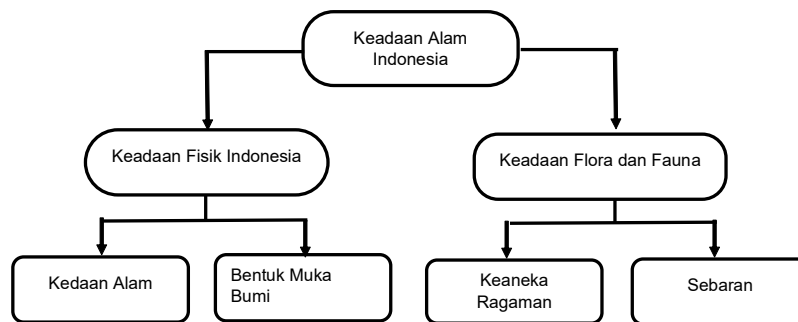 Keadaan Alam
Indonesia
Keadaan Fisik Indonesia
Keadaan Flora dan Fauna
Kedaan Alam
Bentuk Muka
Bumi
Keaneka
Ragaman
Sebaran